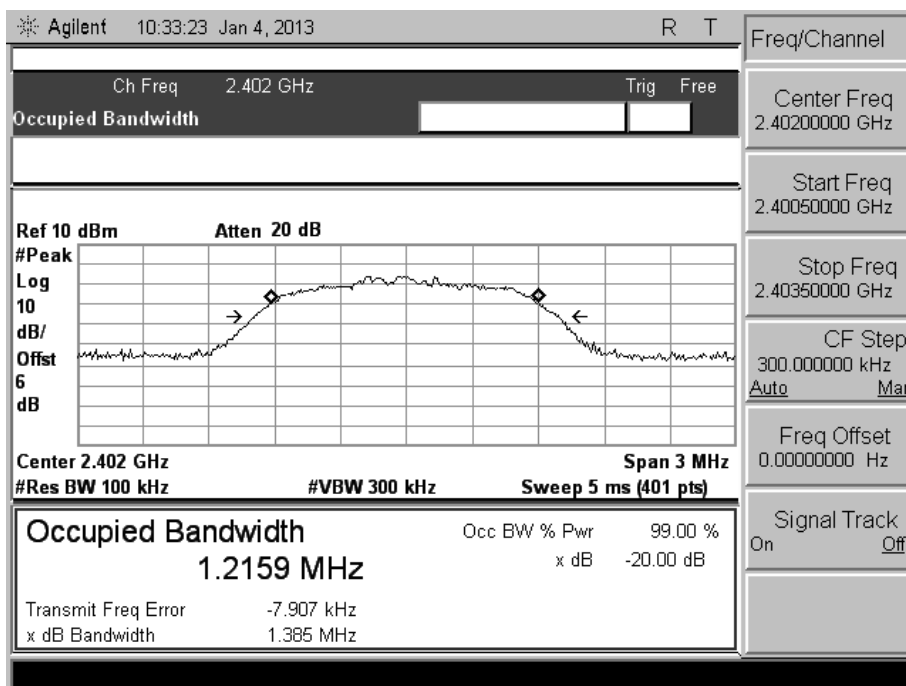 Agilent 10:33:23 Jan 4, 2013 R T
Ch Freq 2.402 GHz Trig Free
Occupied Bandwidth
Ref 10 dBm Atten 20 dB
#Peak
Log
10
dB/
Offst
6
dB
Center 2.402 GHz Span 3 MHz
#Res BW 100 kHz #VBW 300 kHz Sweep 5 ms (401 pts)
Occupied Bandwidth
1.2159 MHz
Occ BW % Pwr 99.00 %
x dB -20.00 dB
Transmit Freq Error -7.907 kHz
x dB Bandwidth 1.385 MHz
Freq/Channel
Center Freq
2.40200000 GHz
Start Freq
2.40050000 GHz
Stop Freq
2.40350000 GHz
CF Step
300.000000 kHz
Auto Mar
Freq Offset
0.00000000 Hz
Signal Track
On Off